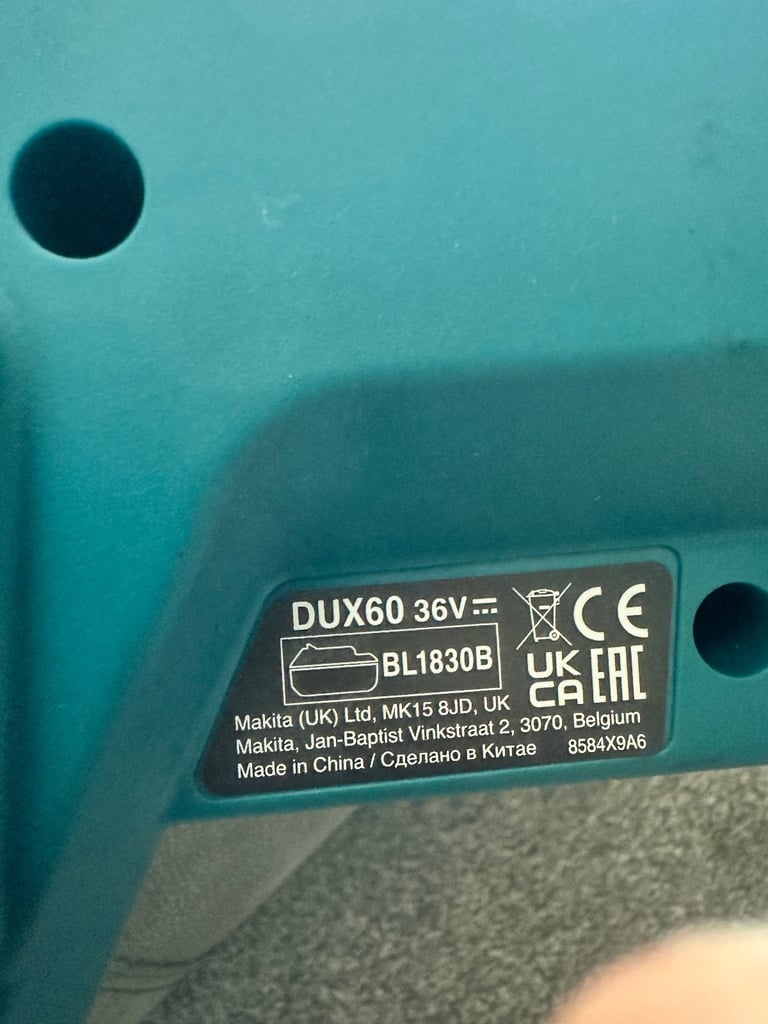 DUX60 36V CE
BL1830B UK
CA EAC
Makita (UK) Ltd, MK15 8JD, UK
Makita, Jan-Baptist Vinkstraat 2, 3070, Belgium
Made in China / Сделано в Китае 8584X9A6